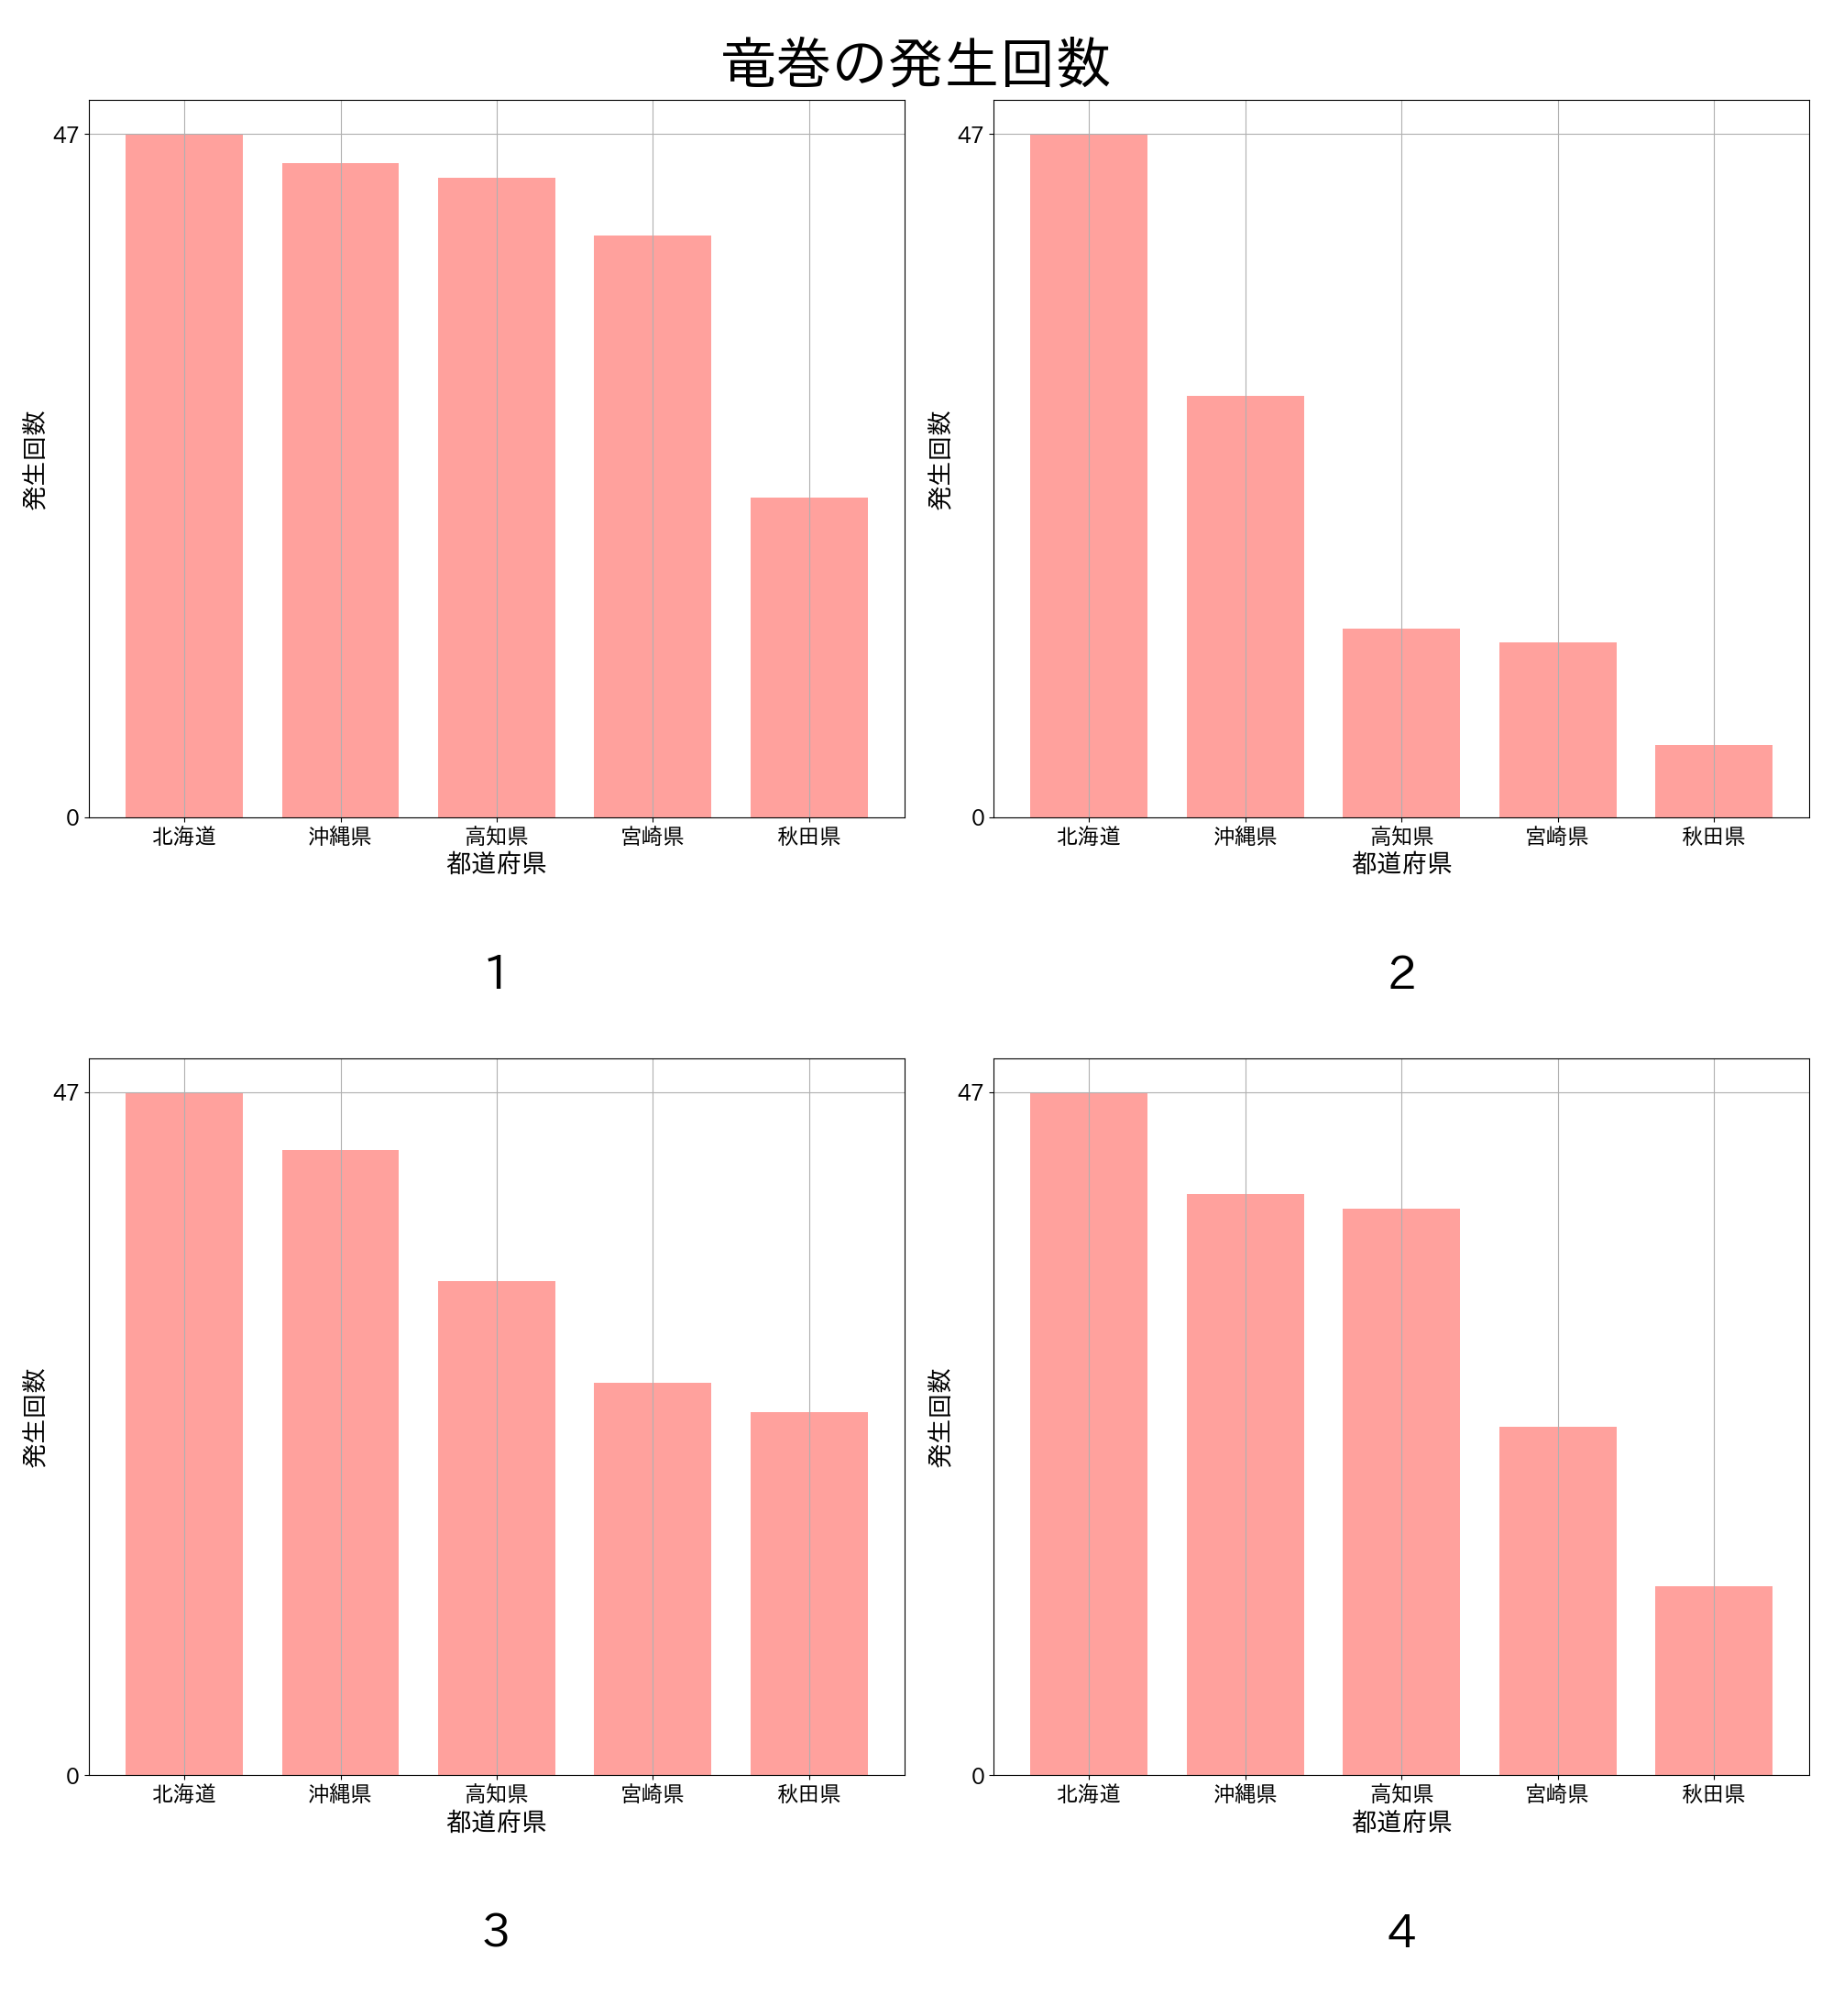 竜巻の発生回数
47
0
発生回数
北海道 沖縄県 高知県 宮崎県 秋田県
都道府県
1
47
0
発生回数
北海道 沖縄県 高知県 宮崎県 秋田県
都道府県
2
47
0
発生回数
北海道 沖縄県 高知県 宮崎県 秋田県
都道府県
3
47
0
発生回数
北海道 沖縄県 高知県 宮崎県 秋田県
都道府県
4